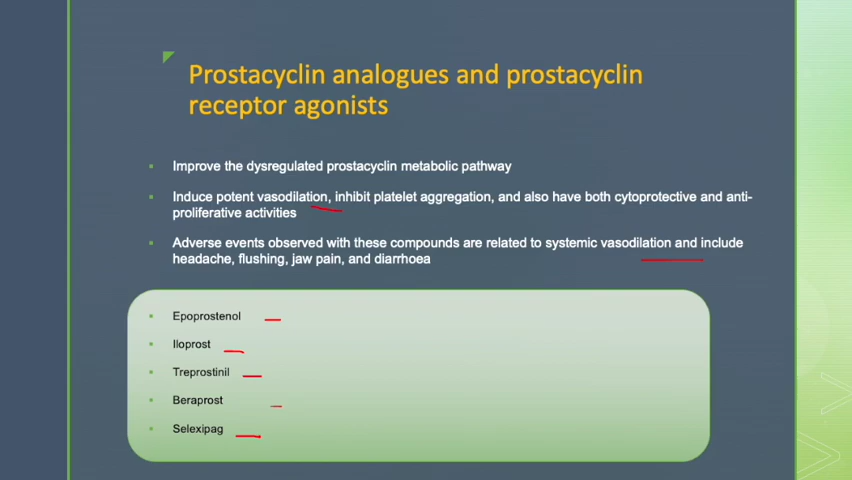 Prostacyclin analogues and prostacyclin
receptor agonists
Improve the dysregulated prostacyclin metabolic pathway
Induce potent vasodilation, inhibit platelet aggregation, and also have both cytoprotective and anti-
proliferative activities
Adverse events observed with these compounds are related to systemic vasodilation and include
headache, flushing, jaw pain, and diarrhoea
Epoprostenol
Iloprost
Treprostinil
Beraprost
Selexipag